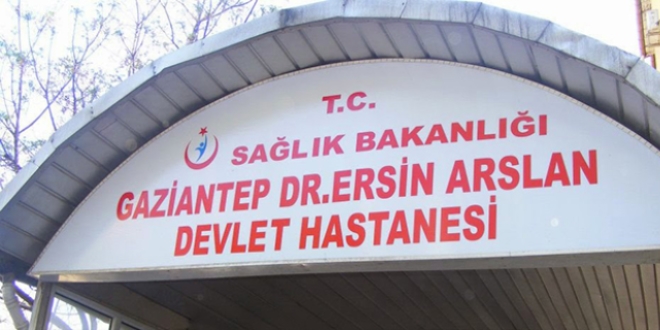 T.C.
SAĞLIK BAKANLIĞI
GAZİANTEP DR.ERSİN ARSLAN
DEVLET HASTANESİ